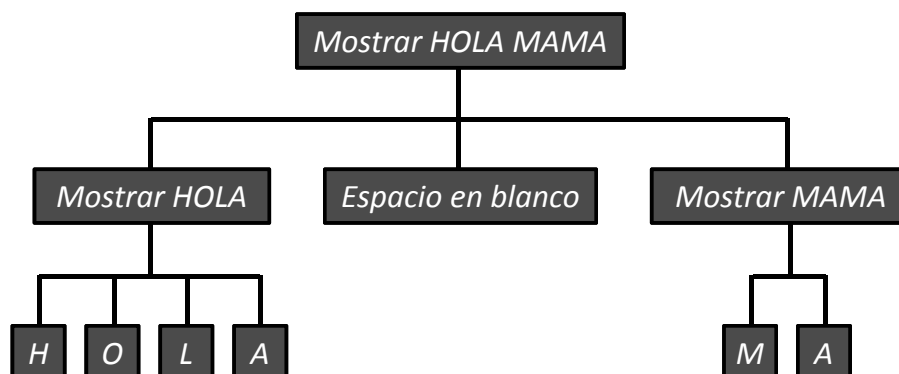 Mostrar HOLA MAMA
Mostrar HOLA
Espacio en blanco
Mostrar MAMA
H
O
L
A
M
A